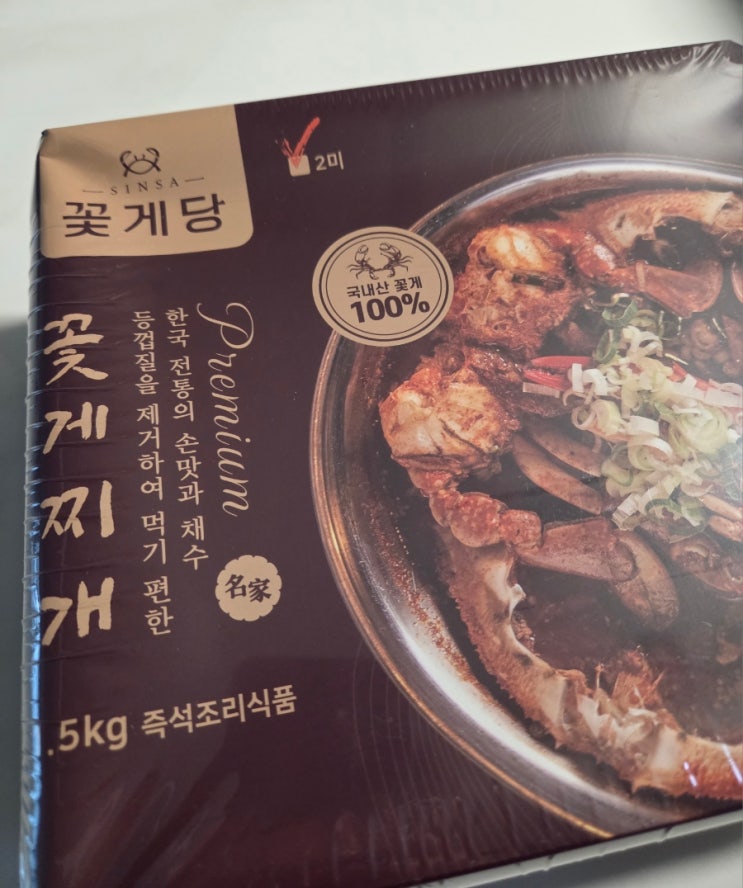 SINSA
꽃게당
2미
국내산 꽃게
100%
Premium
한국 전통의 손맛과 채수
등껍질을 제거하여 먹기 편한
꽃게찌개
名家
.5kg 즉석조리식품